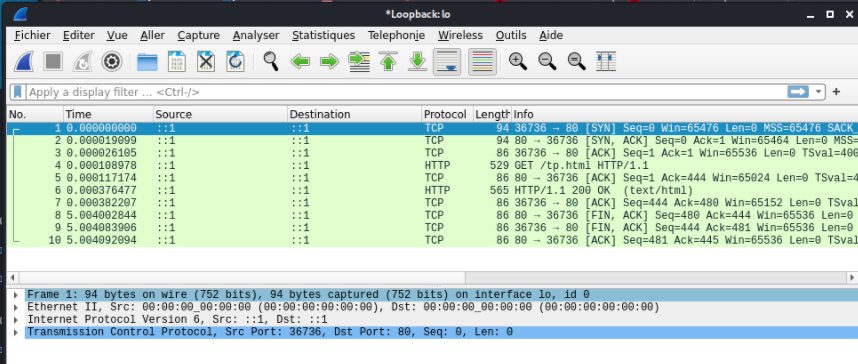 *Loopback: lo
Fichier Editer Vue Aller Capture Analyser Statistiques Telephonie Wireless Outils Aide
Apply a display filter ... <Ctrl-/>
No. Time Source Destination Protocol Length Info
1 0.000000000 ::1 ::1 TCP 94 36736 → 80 [SYN] Seq=0 Win=65476 Len=0 MSS=65476 SACK_
2 0.000019099 ::1 ::1 TCP 94 80 → 36736 [SYN, ACK] Seq=0 Ack=1 Win=65464 Len=0 MSS=
3 0.000026105 ::1 ::1 TCP 86 36736 → 80 [ACK] Seq=1 Ack=1 Win=65536 Len=0 TSval=400
4 0.000108978 ::1 ::1 HTTP 529 GET /tp.html HTTP/1.1
5 0.000117174 ::1 ::1 TCP 86 80 → 36736 [ACK] Seq=1 Ack=444 Win=65024 Len=0 TSval=4
6 0.000376477 ::1 ::1 HTTP 565 HTTP/1.1 200 OK (text/html)
7 0.000382207 ::1 ::1 TCP 86 36736 → 80 [ACK] Seq=444 Ack=480 Win=65152 Len=0 TSval
8 5.004002844 ::1 ::1 TCP 86 80 → 36736 [FIN, ACK] Seq=480 Ack=444 Win=65536 Len=0
9 5.004083906 ::1 ::1 TCP 86 36736 → 80 [FIN, ACK] Seq=444 Ack=481 Win=65536 Len=0
10 5.004092094 ::1 ::1 TCP 86 80 → 36736 [ACK] Seq=481 Ack=445 Win=65536 Len=0 TSval
Frame 1: 94 bytes on wire (752 bits), 94 bytes captured (752 bits) on interface lo, id 0
Ethernet II, Src: 00:00:00_00:00:00 (00:00:00:00:00:00), Dst: 00:00:00_00:00:00 (00:00:00:00:00:00)
Internet Protocol Version 6, Src: ::1, Dst: ::1
Transmission Control Protocol, Src Port: 36736, Dst Port: 80, Seq: 0, Len: 0